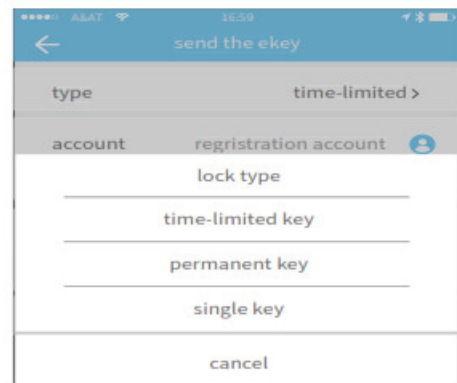 A&AT 16:59
send the ekey
type time-limited >
account regristration account
lock type
time-limited key
permanent key
single key
cancel